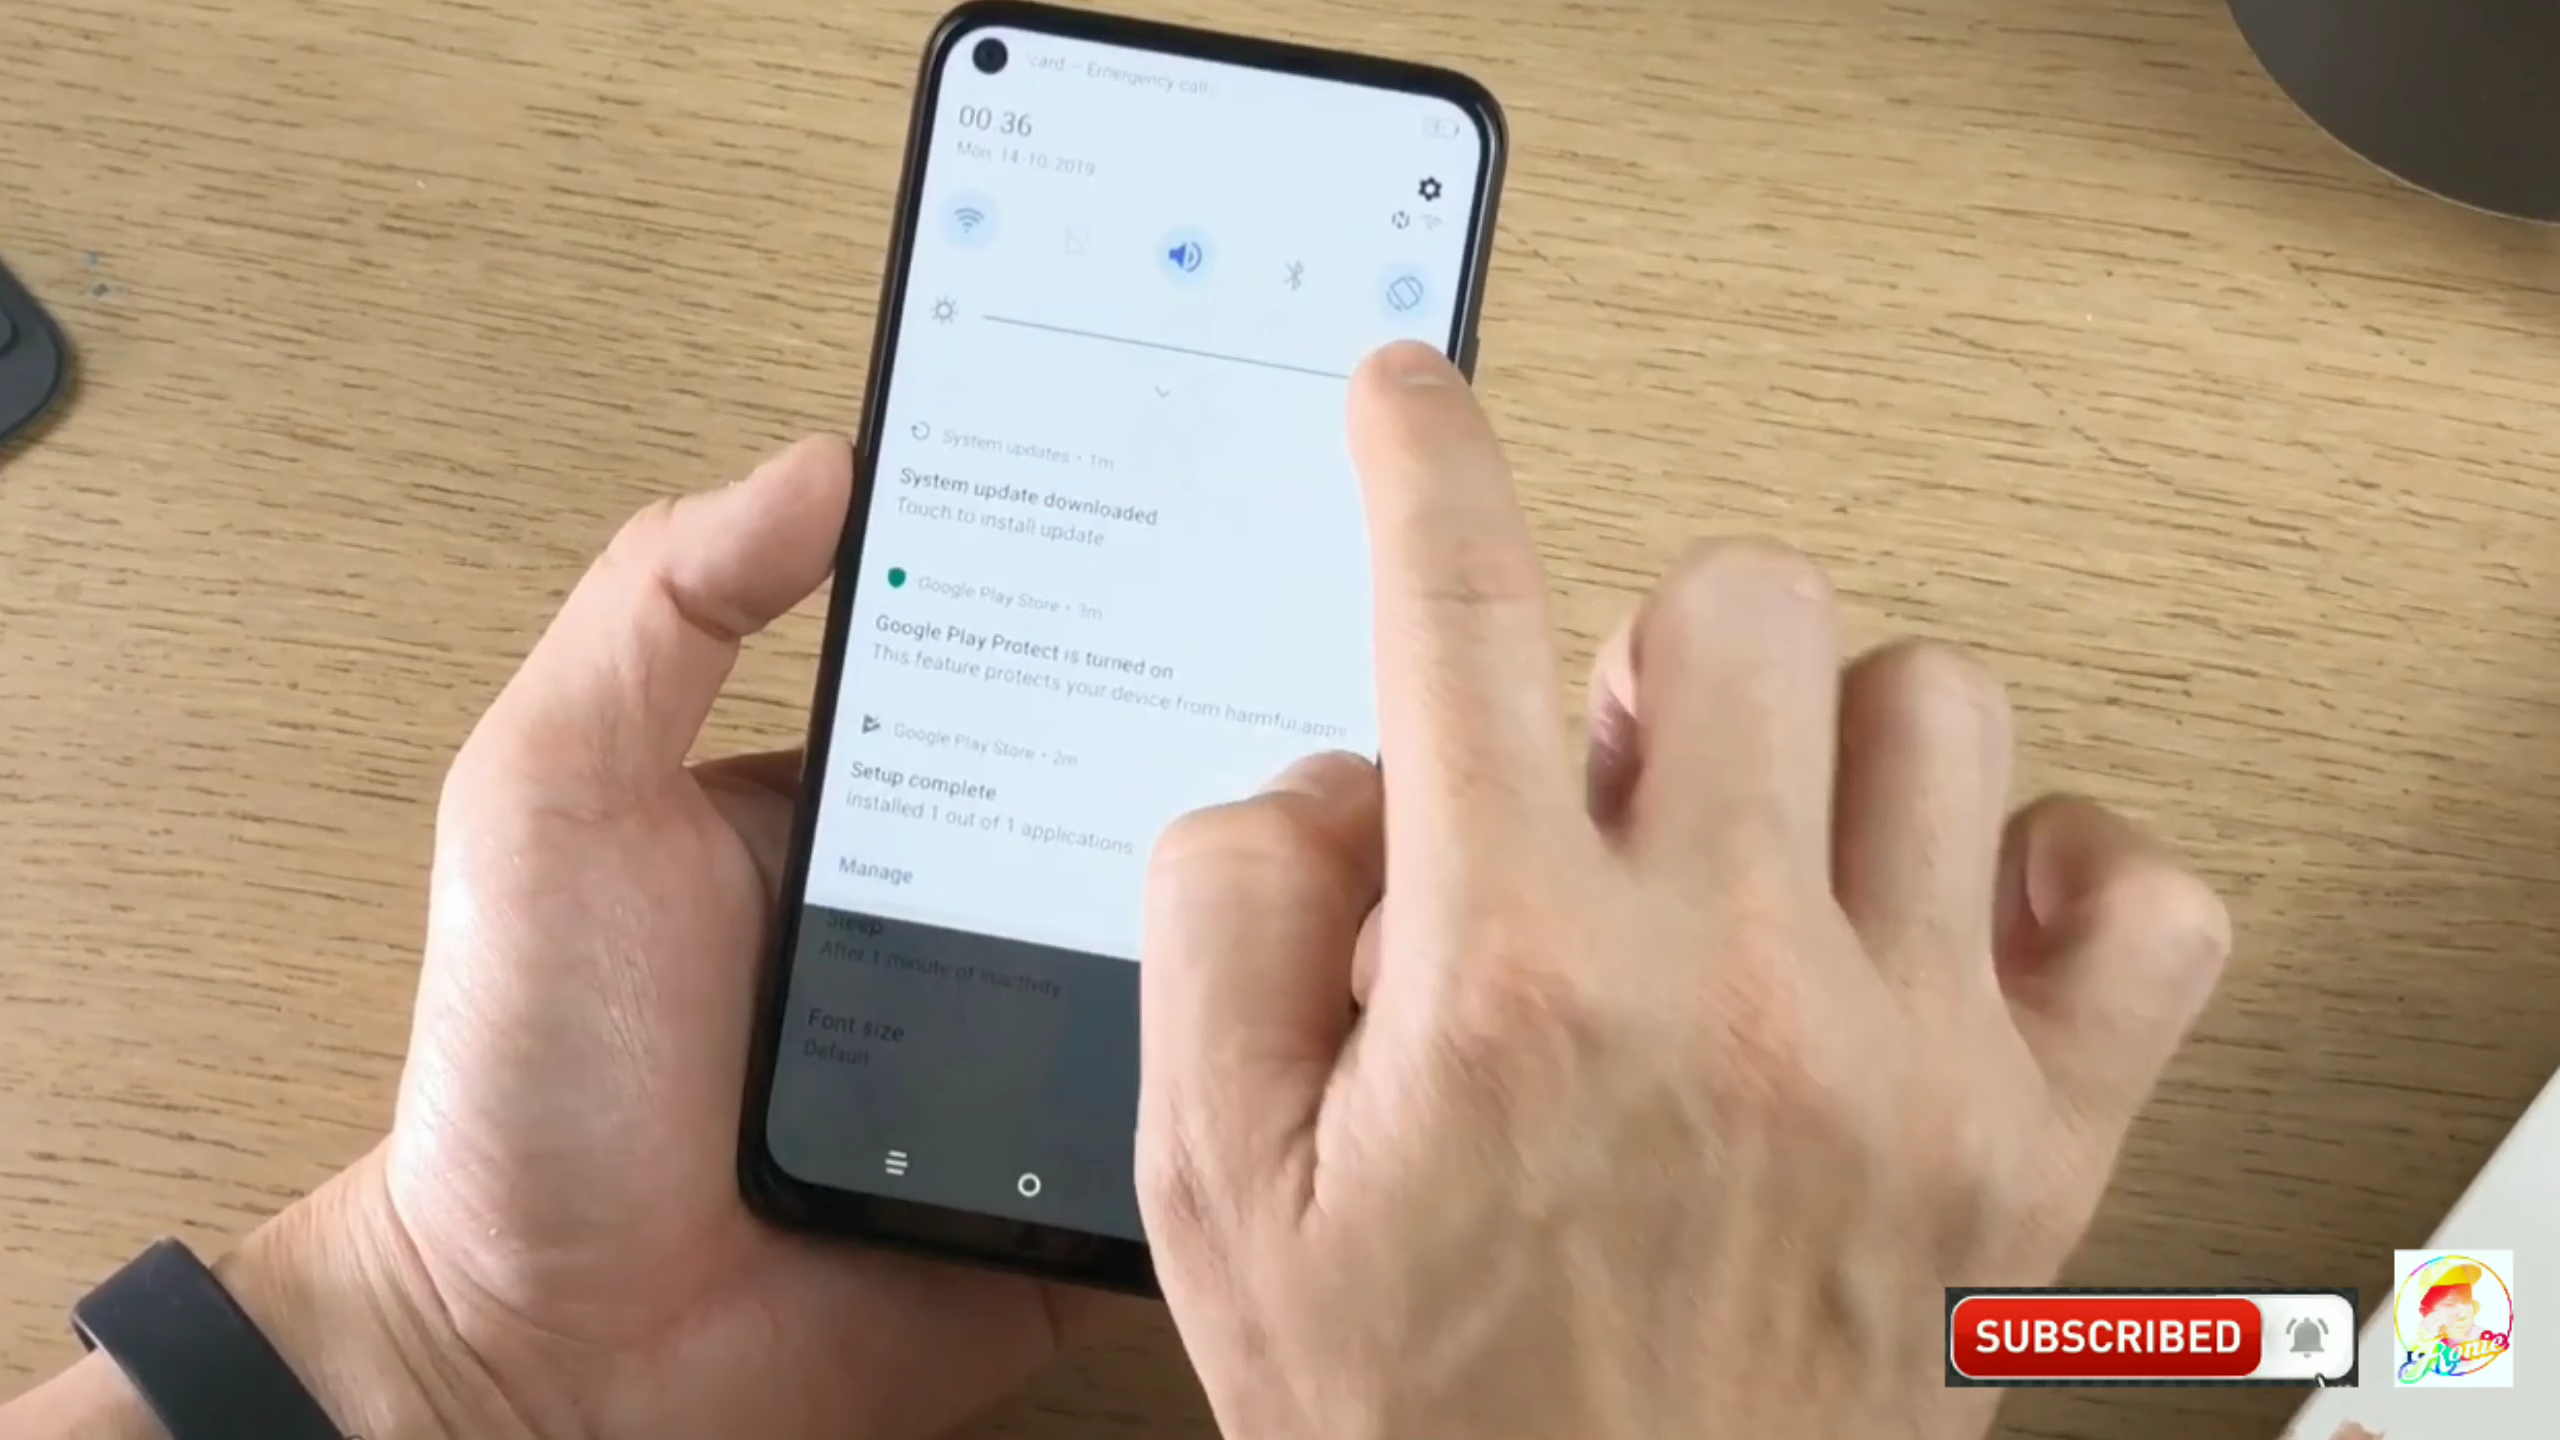 card — Emergency call
00 36
Mon, 14-10-2019
System updates • 1m
System update downloaded
Touch to install update
Google Play Store • 3m
Google Play Protect is turned on
This feature protects your device from harmful apps
Google Play Store • 2m
Setup complete
Installed 1 out of 1 applications
Manage
Sleep
After 1 minute of inactivity
Font size
Default
SUBSCRIBED
Ronie